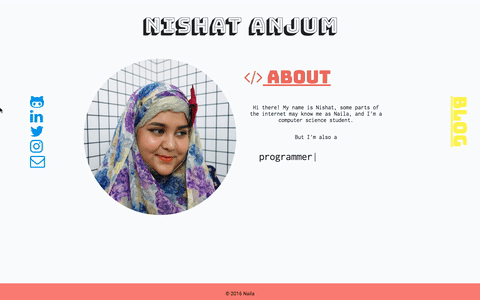 NISHAT ANJUM
</> ABOUT
Hi there! My name is Nishat, some parts of
the internet may know me as Naila, and I'm a
computer science student.
But I'm also a
programmer|
BLOG
© 2016 Naila